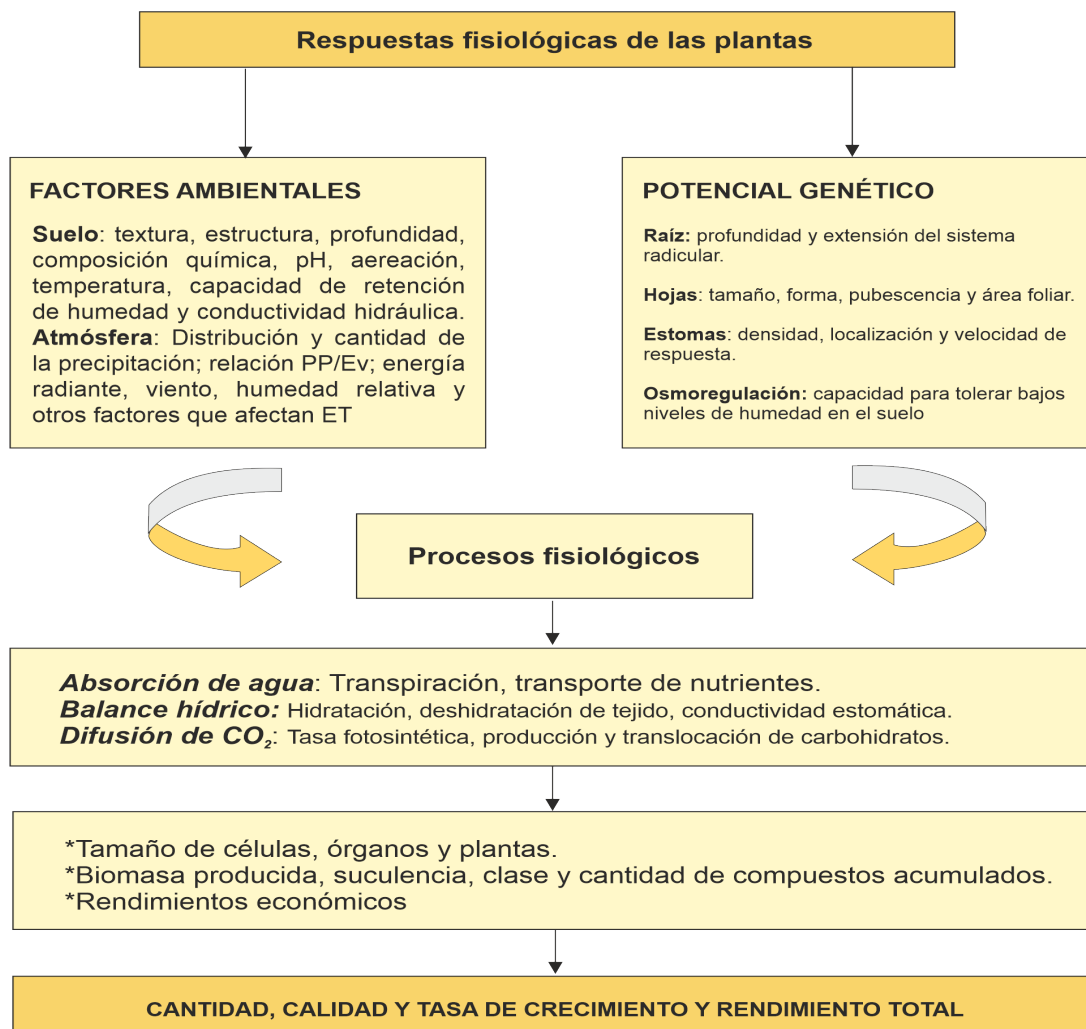 Respuestas fisiológicas de las plantas
FACTORES AMBIENTALES
Suelo: textura, estructura, profundidad,
composición química, pH, aereación,
temperatura, capacidad de retención
de humedad y conductividad hidráulica.
Atmósfera: Distribución y cantidad de
la precipitación; relación PP/Ev; energía
radiante, viento, humedad relativa y
otros factores que afectan ET
POTENCIAL GENÉTICO
Raíz: profundidad y extensión del sistema
radicular.
Hojas: tamaño, forma, pubescencia y área foliar.
Estomas: densidad, localización y velocidad de
respuesta.
Osmoregulación: capacidad para tolerar bajos
niveles de humedad en el suelo
Procesos fisiológicos
Absorción de agua: Transpiración, transporte de nutrientes.
Balance hídrico: Hidratación, deshidratación de tejido, conductividad estomática.
Difusión de CO₂: Tasa fotosintética, producción y translocación de carbohidratos.
*Tamaño de células, órganos y plantas.
*Biomasa producida, suculencia, clase y cantidad de compuestos acumulados.
*Rendimientos económicos
CANTIDAD, CALIDAD Y TASA DE CRECIMIENTO Y RENDIMIENTO TOTAL